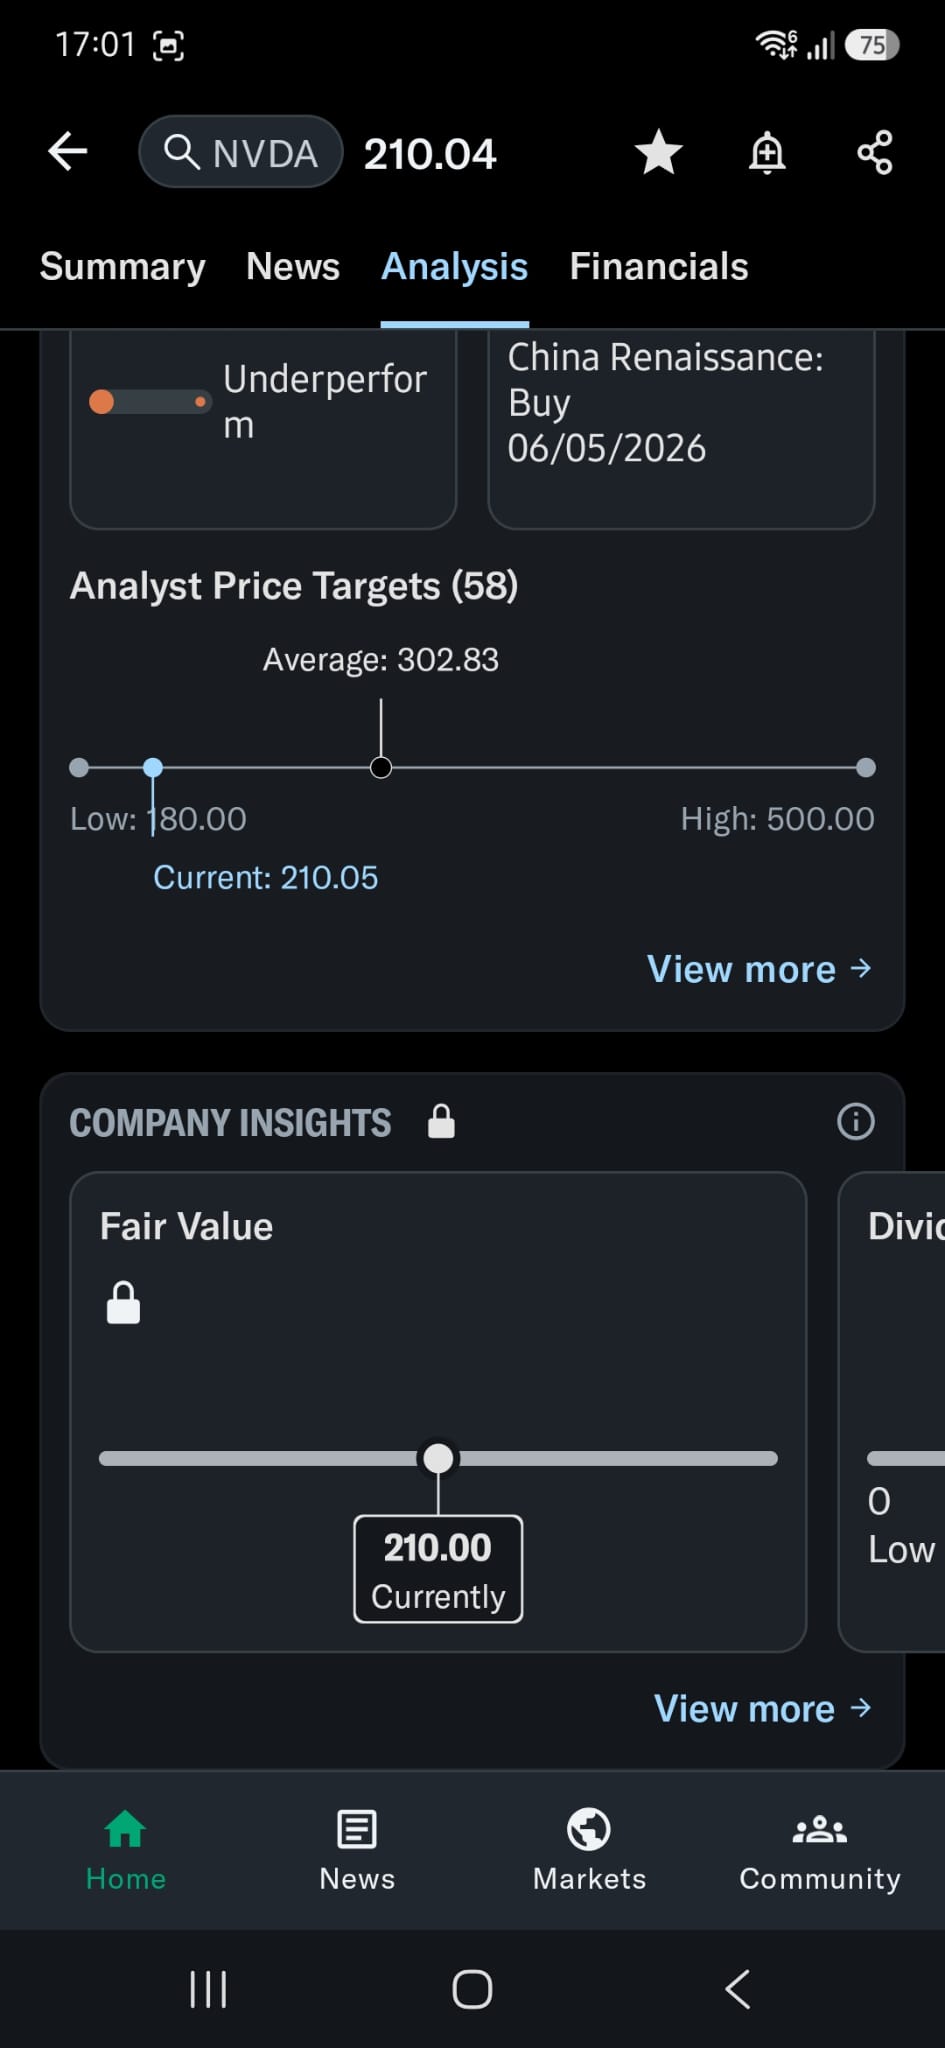 17:01
6
75
NVDA 210.04
Summary News Analysis Financials
Underperfor
m
China Renaissance:
Buy
06/05/2026
Analyst Price Targets (58)
Average: 302.83
Low: 180.00
High: 500.00
Current: 210.05
View more
COMPANY INSIGHTS
Fair Value
210.00
Currently
Divid
0
Low
View more
Home News Markets Community